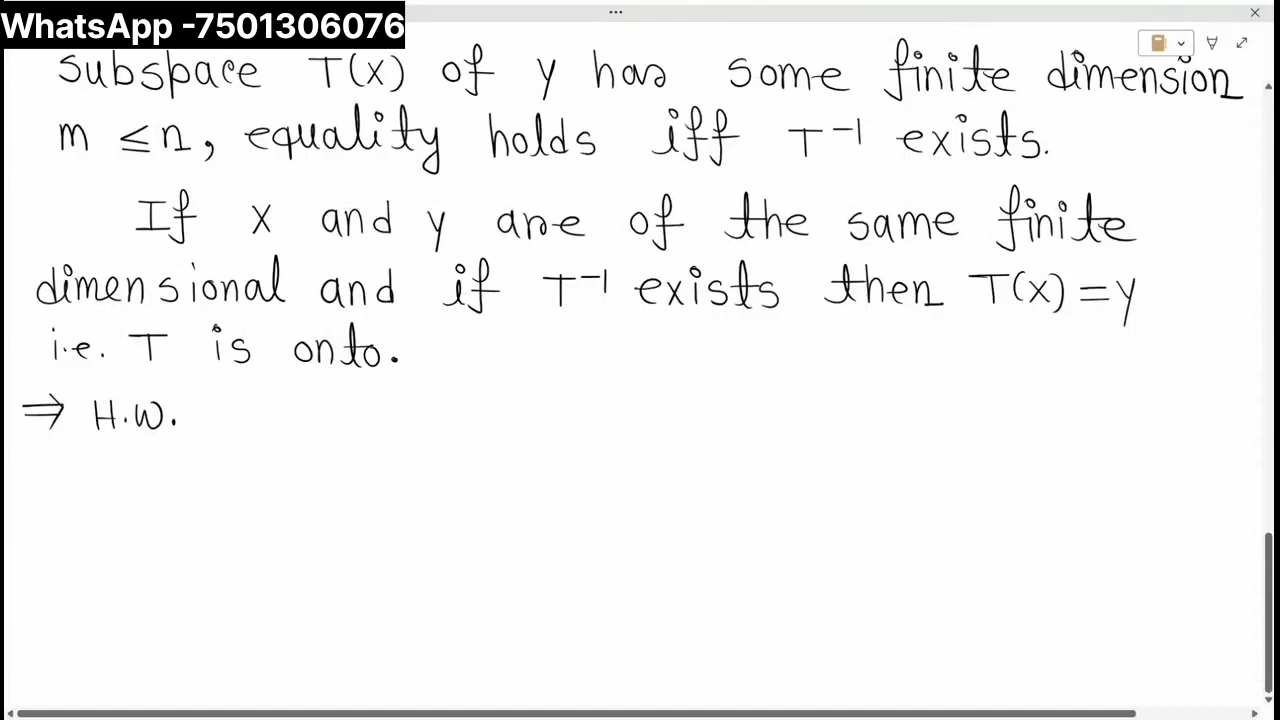 WhatsApp -7501306076
subspace T(x) of y has some finite dimension
m ≤ n, equality holds iff T⁻¹ exists.
If x and y are of the same finite
dimensional and if T⁻¹ exists then T(x) = y
i.e. T is onto.
⇒ H.W.